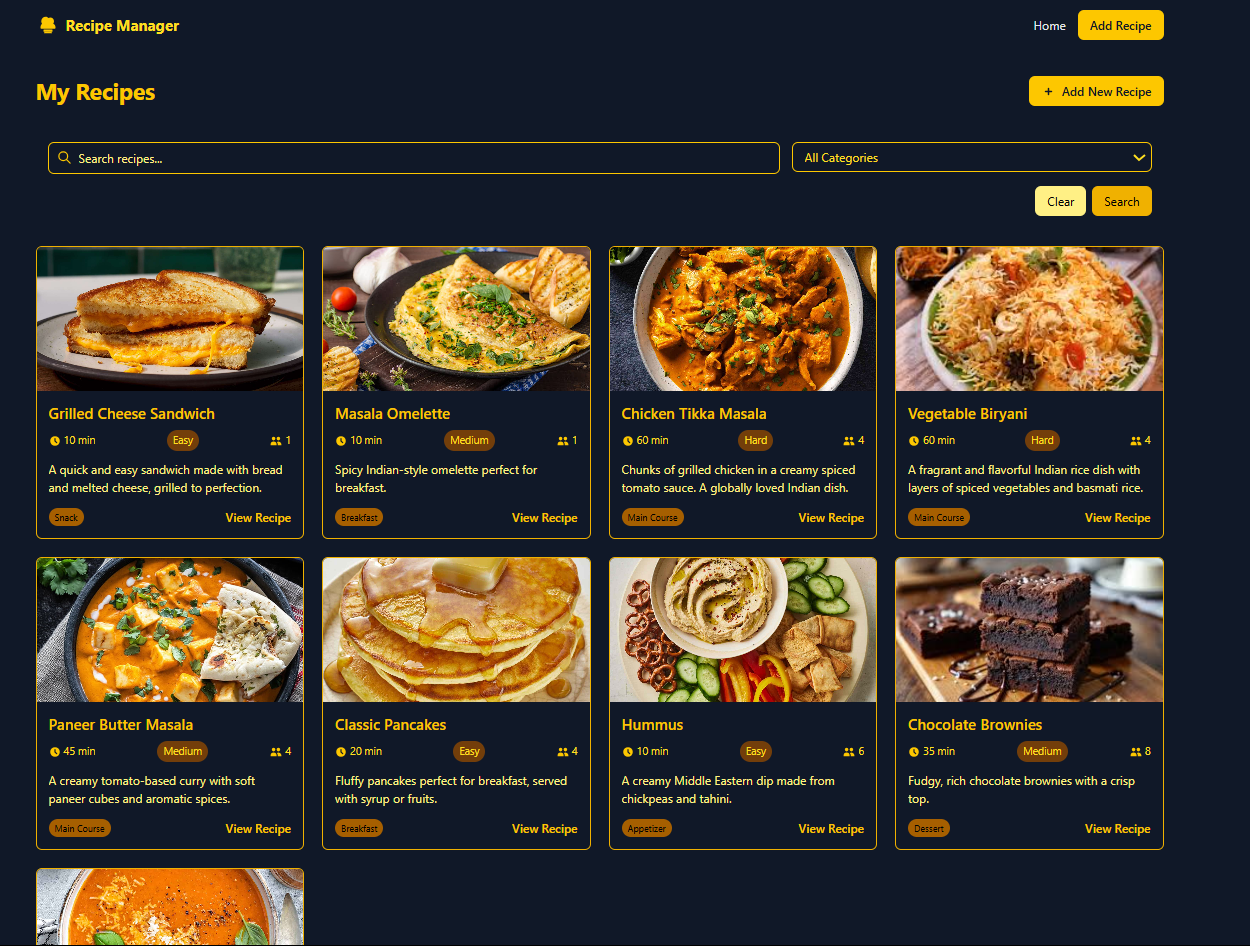 Recipe Manager
Home
Add Recipe
My Recipes
+ Add New Recipe
Search recipes...
All Categories
Clear
Search
Grilled Cheese Sandwich
10 min
Easy
1
A quick and easy sandwich made with bread
and melted cheese, grilled to perfection.
Snack
View Recipe
Masala Omelette
10 min
Medium
1
Spicy Indian-style omelette perfect for
breakfast.
Breakfast
View Recipe
Chicken Tikka Masala
60 min
Hard
4
Chunks of grilled chicken in a creamy spiced
tomato sauce. A globally loved Indian dish.
Main Course
View Recipe
Vegetable Biryani
60 min
Hard
4
A fragrant and flavorful Indian rice dish with
layers of spiced vegetables and basmati rice.
Main Course
View Recipe
Paneer Butter Masala
45 min
Medium
4
A creamy tomato-based curry with soft
paneer cubes and aromatic spices.
Main Course
View Recipe
Classic Pancakes
20 min
Easy
4
Fluffy pancakes perfect for breakfast, served
with syrup or fruits.
Breakfast
View Recipe
Hummus
10 min
Easy
6
A creamy Middle Eastern dip made from
chickpeas and tahini.
Appetizer
View Recipe
Chocolate Brownies
35 min
Medium
8
Fudgy, rich chocolate brownies with a crisp
top.
Dessert
View Recipe